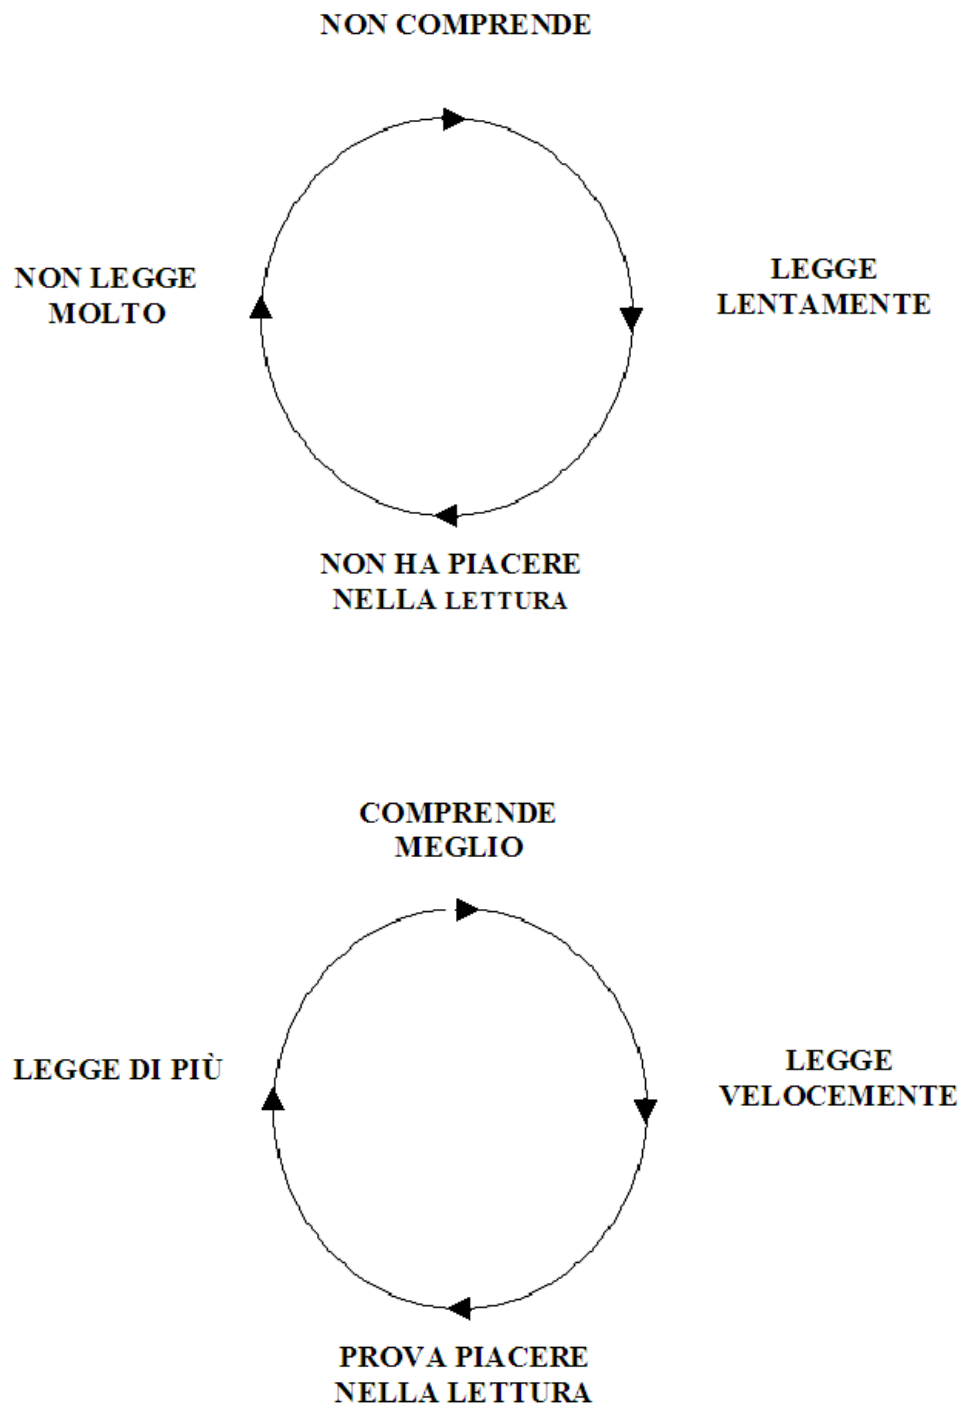 NON COMPRENDE
NON LEGGE
MOLTO
LEGGE
LENTAMENTE
NON HA PIACERE
NELLA LETTURA
COMPRENDE
MEGLIO
LEGGE DI PIÙ
LEGGE
VELOCEMENTE
PROVA PIACERE
NELLA LETTURA